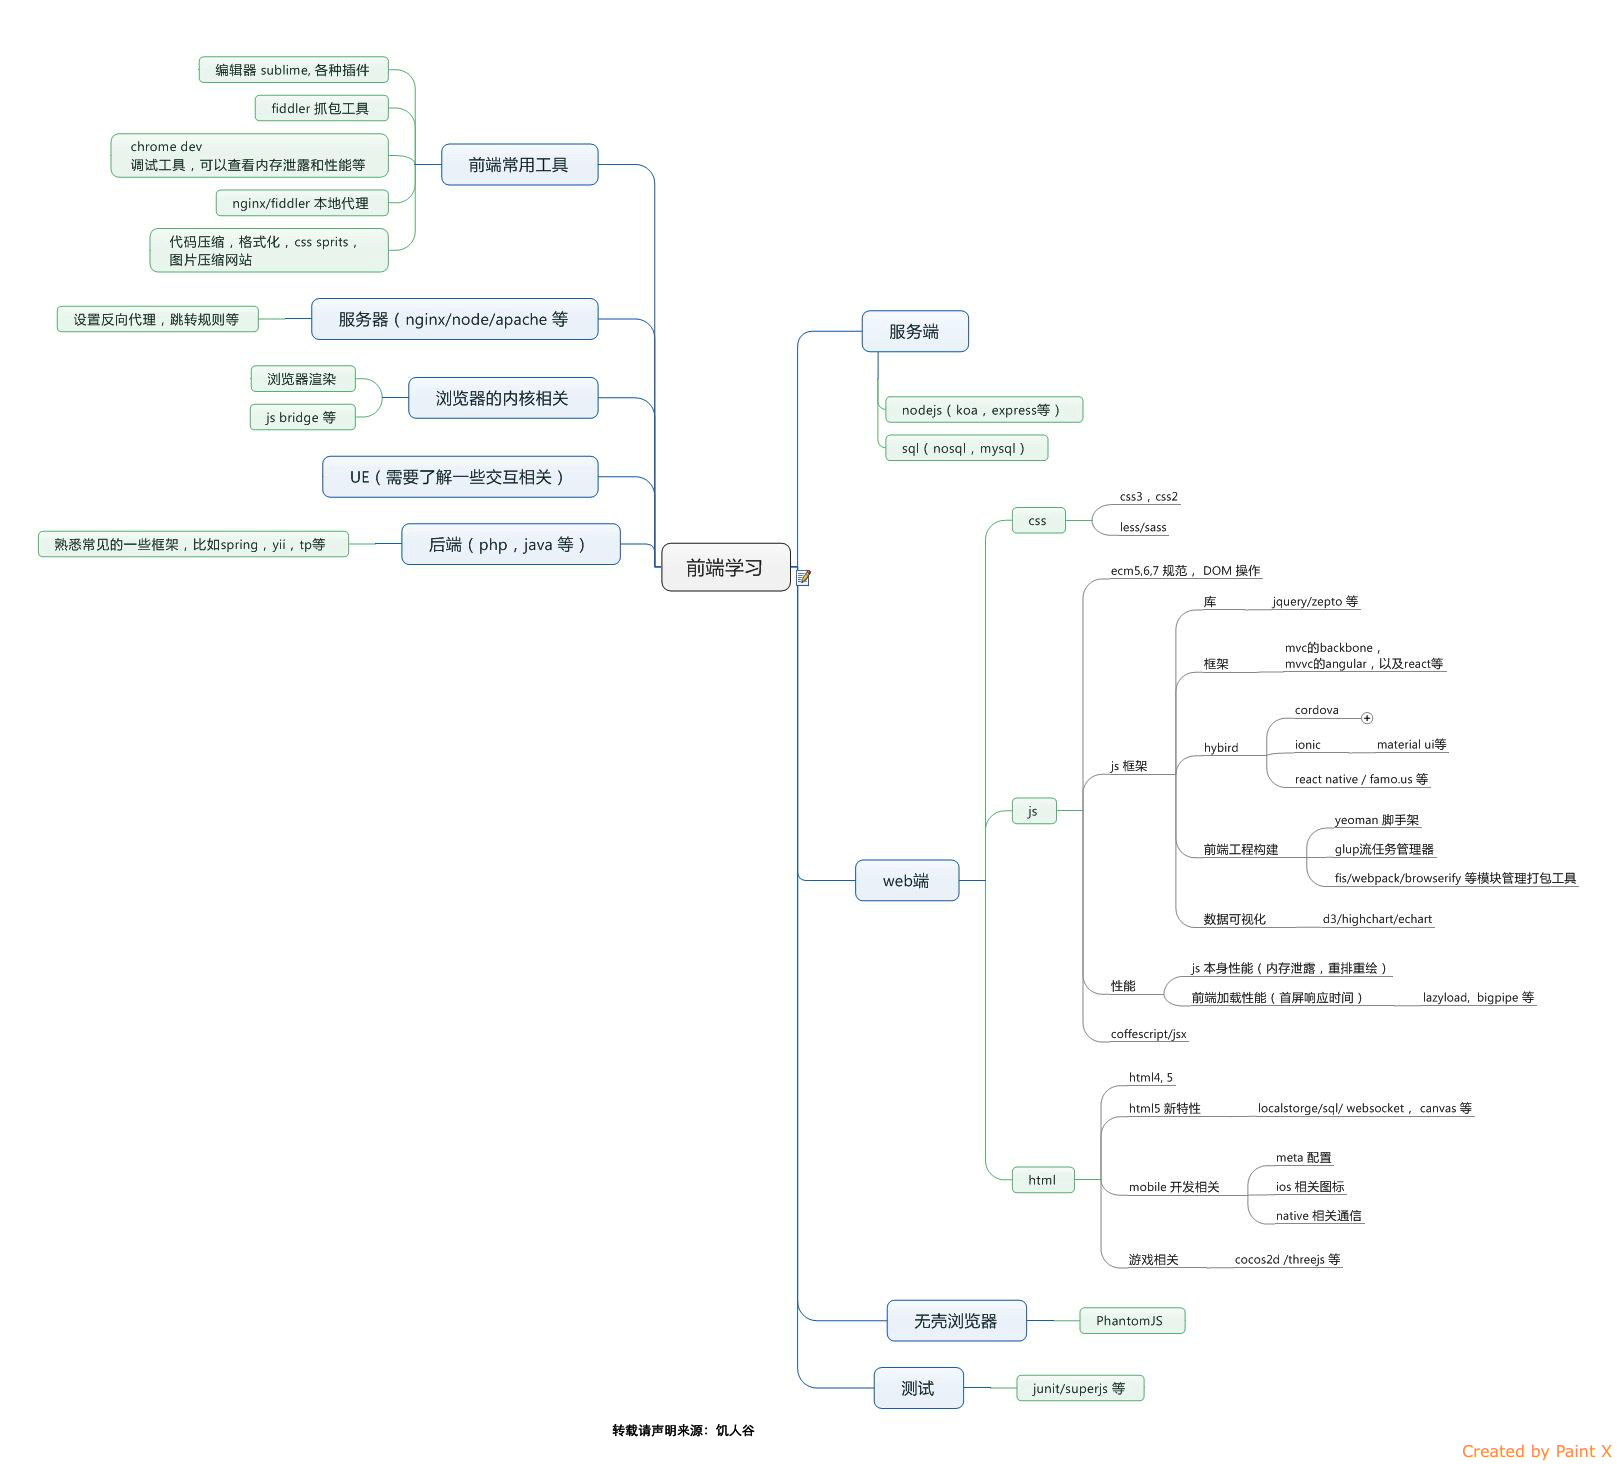 编辑器 sublime, 各种插件
fiddler 抓包工具
chrome dev
调试工具，可以查看内存泄露和性能等
nginx/fiddler 本地代理
代码压缩，格式化，css sprits，
图片压缩网站
前端常用工具
设置反向代理，跳转规则等
服务器（nginx/node/apache 等
浏览器渲染
js bridge 等
浏览器的内核相关
UE（需要了解一些交互相关）
熟悉常见的一些框架，比如spring，yii，tp等
后端（php，java 等）
前端学习
服务端
nodejs（koa，express等）
sql（nosql，mysql）
web端
css
css3，css2
less/sass
js
ecm5,6,7 规范， DOM 操作
js 框架
库
jquery/zepto 等
框架
mvc的backbone，
mvvc的angular，以及react等
hybird
cordova
ionic
material ui等
react native / famo.us 等
前端工程构建
yeoman 脚手架
glup流任务管理器
fis/webpack/browserify 等模块管理打包工具
数据可视化
d3/highchart/echart
性能
js 本身性能（内存泄露，重排重绘）
前端加载性能（首屏响应时间）
lazyload,  bigpipe 等
coffescript/jsx
html
html4, 5
html5 新特性
localstorge/sql/ websocket， canvas 等
mobile 开发相关
meta 配置
ios 相关图标
native 相关通信
游戏相关
cocos2d /threejs 等
无壳浏览器
PhantomJS
测试
junit/superjs 等
转载请声明来源：饥人谷
Created by Paint X